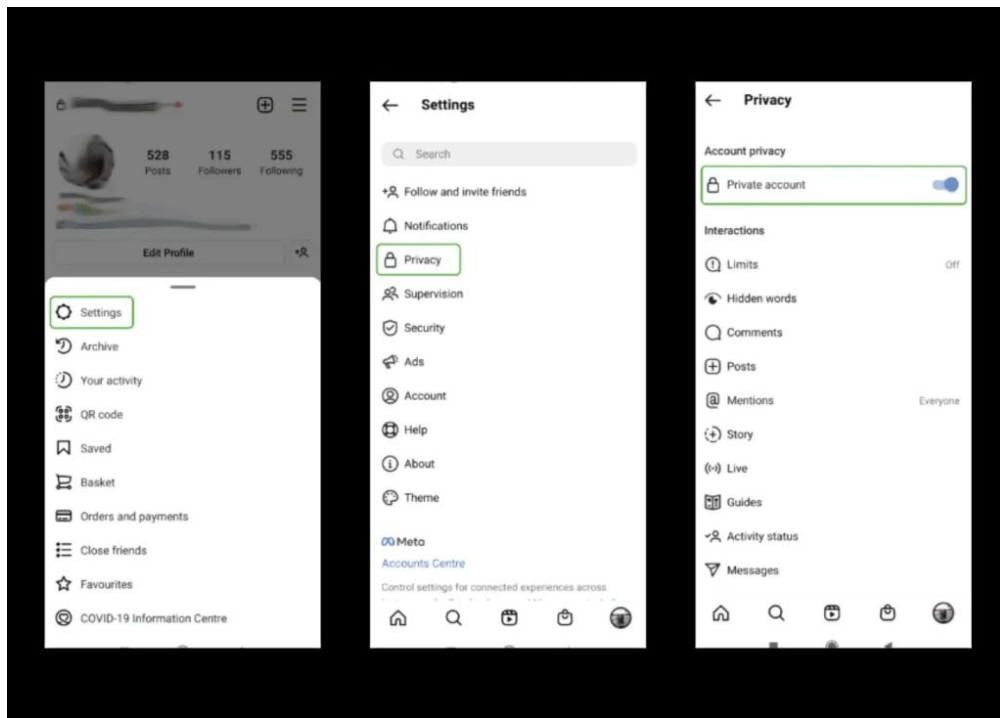 528 115 555
Posts Followers Following
Edit Profile
Settings
Archive
Your activity
QR code
Saved
Basket
Orders and payments
Close friends
Favourites
COVID-19 Information Centre
Settings
Search
Follow and invite friends
Notifications
Privacy
Supervision
Security
Ads
Account
Help
About
Theme
Meta
Accounts Centre
Control settings for connected experiences across
Privacy
Account privacy
Private account
Interactions
Limits Off
Hidden words
Comments
Posts
Mentions Everyone
Story
Live
Guides
Activity status
Messages